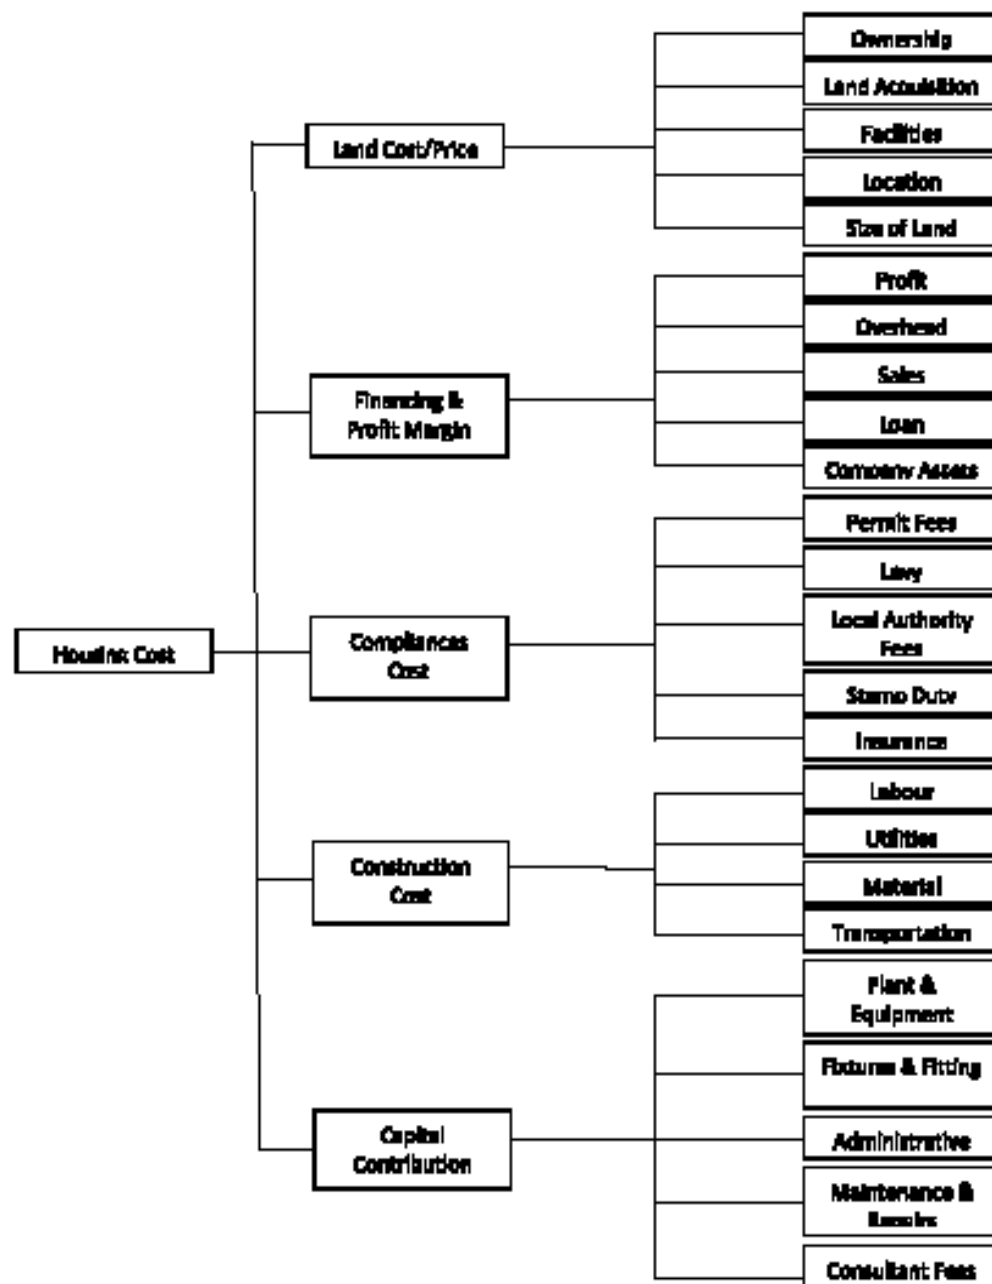 Ownership
Land Acquisition
Facilities
Land Cost/Price
Location
Size of Land
Profit
Overhead
Sales
Financing &
Profit Margin
Loan
Company Assets
Permit Fees
Levy
Local Authority
Fees
Housing Cost
Compliances
Cost
Stamp Duty
Insurance
Labour
Utilities
Construction
Cost
Material
Transportation
Plant &
Equipment
Fixtures & Fitting
Capital
Contribution
Administrative
Maintenance &
Repairs
Consultant Fees